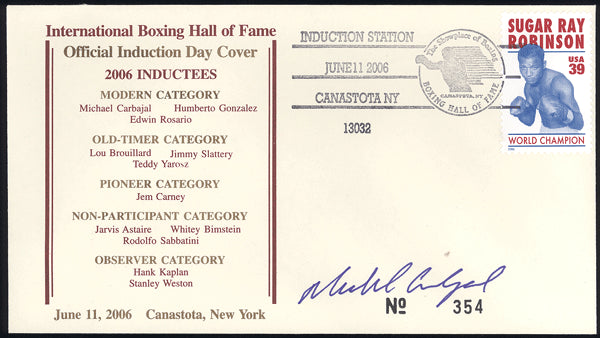 International Boxing Hall of Fame
Official Induction Day Cover
2006 INDUCTEES
MODERN CATEGORY
Michael Carbajal Humberto Gonzalez
Edwin Rosario
OLD-TIMER CATEGORY
Lou Brouillard Jimmy Slattery
Teddy Yarosz
PIONEER CATEGORY
Jem Carney
NON-PARTICIPANT CATEGORY
Jarvis Astaire Whitey Bimstein
Rodolfo Sabbatini
OBSERVER CATEGORY
Hank Kaplan
Stanley Weston
June 11, 2006 Canastota, New York
INDUCTION STATION
JUNE 11 2006
CANASTOTA NY
13032
The Showplace of Boxing
CANASTOTA, NY
BOXING HALL OF FAME
SUGAR RAY
ROBINSON
USA
39
WORLD CHAMPION
Michael Carbajal
No 354